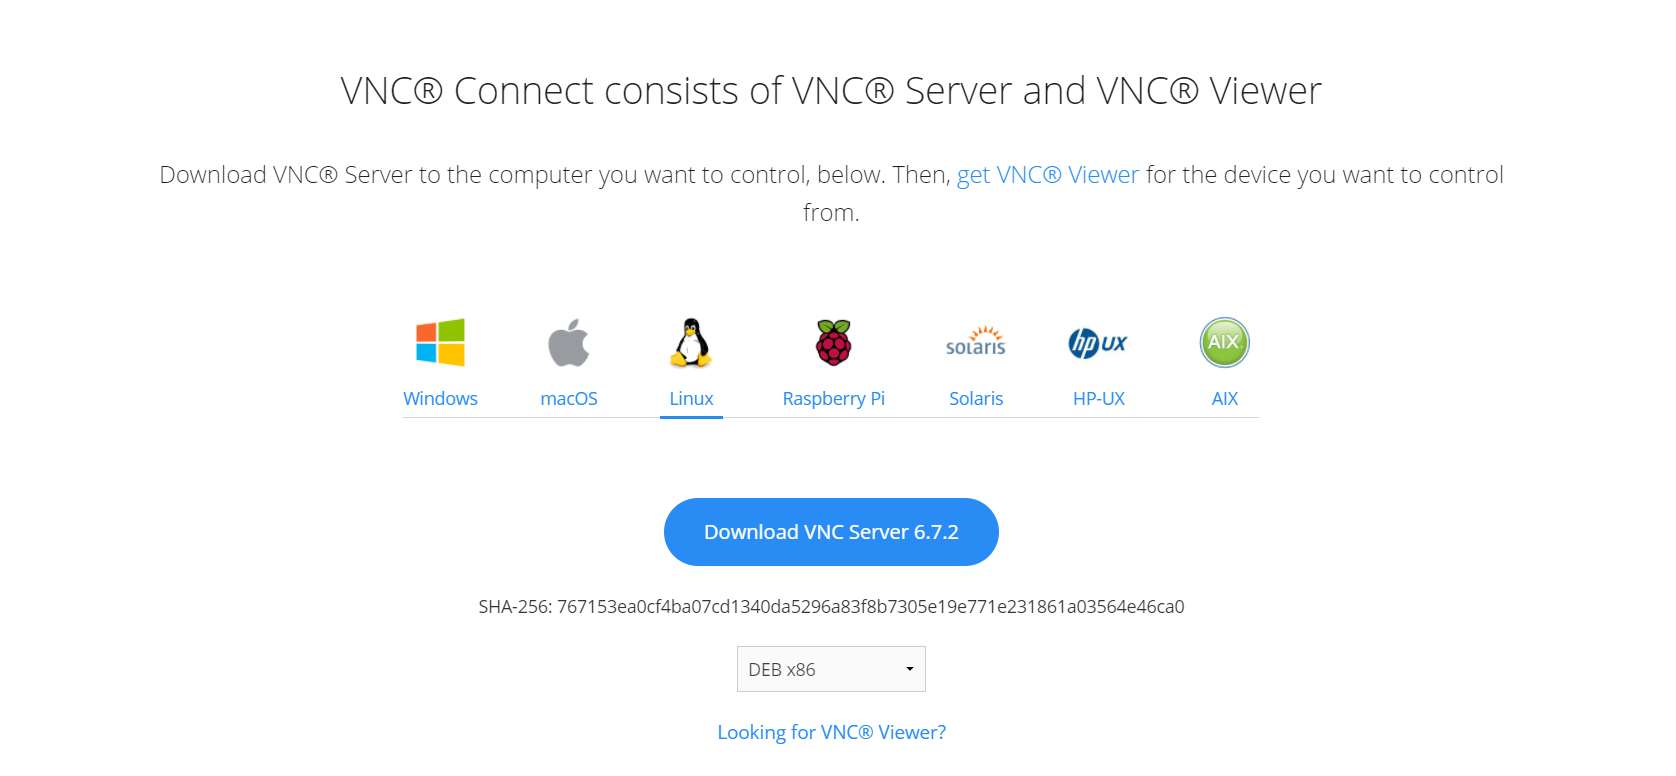 VNC® Connect consists of VNC® Server and VNC® Viewer
Download VNC® Server to the computer you want to control, below. Then, get VNC® Viewer for the device you want to control
from.
solaris
hp UX
AIX
Windows
macOS
Linux
Raspberry Pi
Solaris
HP-UX
AIX
Download VNC Server 6.7.2
SHA-256: 767153ea0cf4ba07cd1340da5296a83f8b7305e19e771e231861a03564e46ca0
DEB x86
Looking for VNC® Viewer?